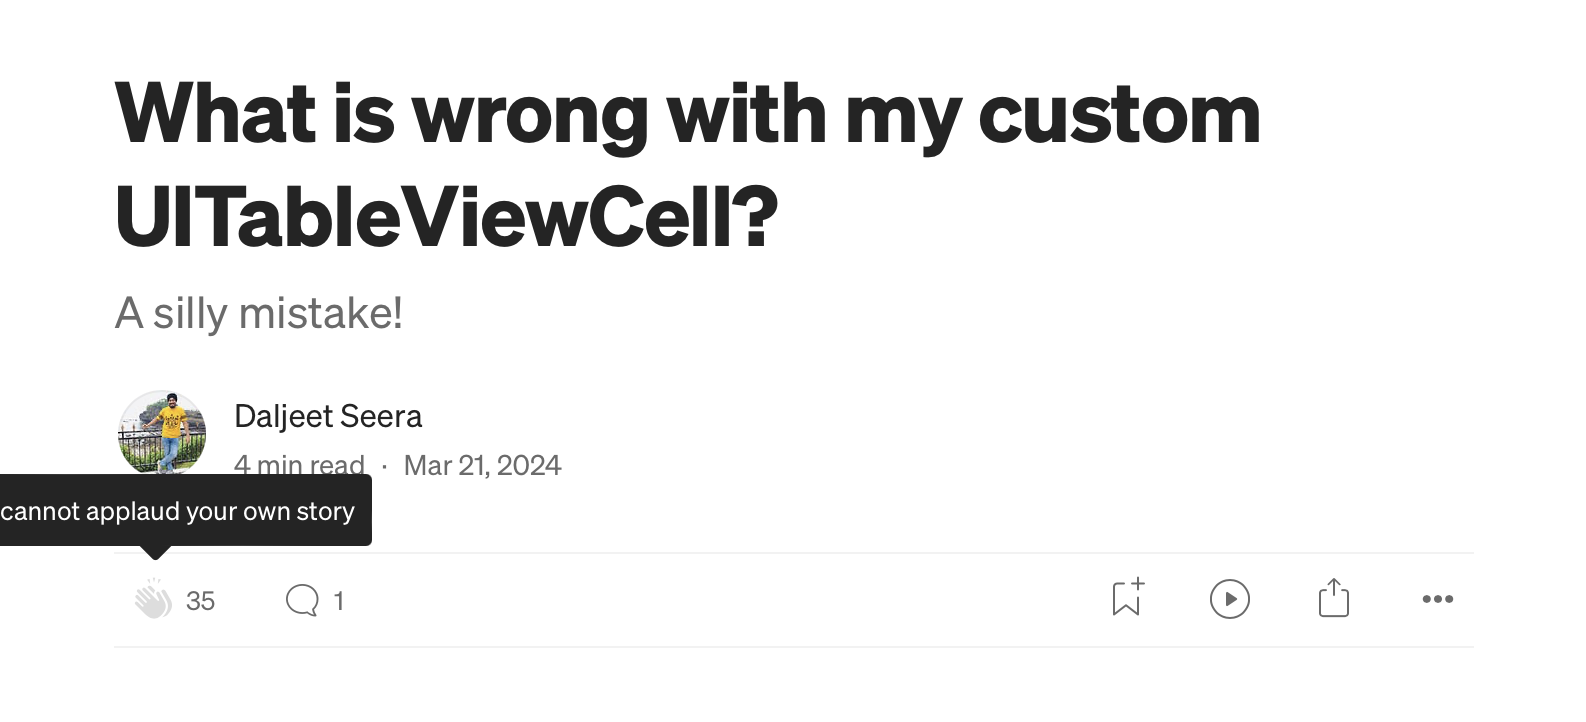 What is wrong with my custom
UITableViewCell?
A silly mistake!
Daljeet Seera
4 min read · Mar 21, 2024
cannot applaud your own story
35
1